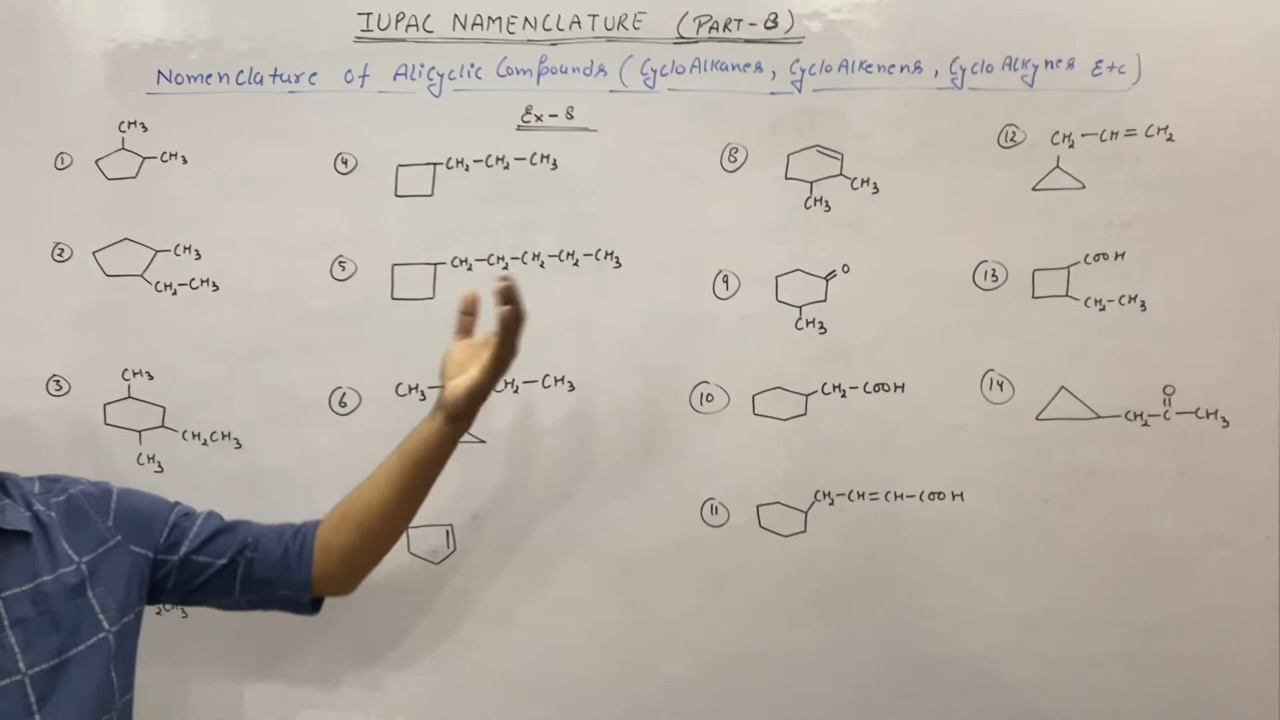 IUPAC NAMENCLATURE (PART-8)
Nomenclature of Alicyclic Compounds (CycloAlkanes, CycloAlkenens, CycloAlkynes Etc)
Ex-8
① CH3
CH3
② CH3
CH2-CH3
③ CH3
CH2CH3
CH3
2CH3
④ CH2-CH2-CH3
⑤ CH2-CH2-CH2-CH2-CH3
⑥ CH3- CH2-CH3
⑧ CH3
CH3
⑨ O
CH3
⑩ CH2-COOH
⑪ CH2-CH=CH-COOH
⑫ CH2-CH=CH2
⑬ COOH
CH2-CH3
⑭ O
CH2-C-CH3